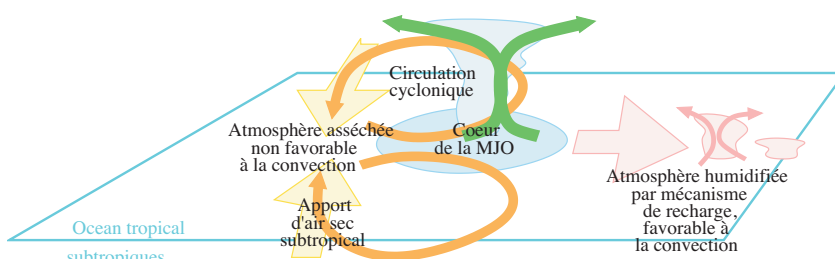 Circulation
cyclonique
Atmosphère asséchée
non favorable
à la convection
Coeur
de la MJO
Atmosphère humidifiée
par mécanisme
de recharge,
favorable à
la convection
Apport
d'air sec
subtropical
Ocean tropical
subtropiques